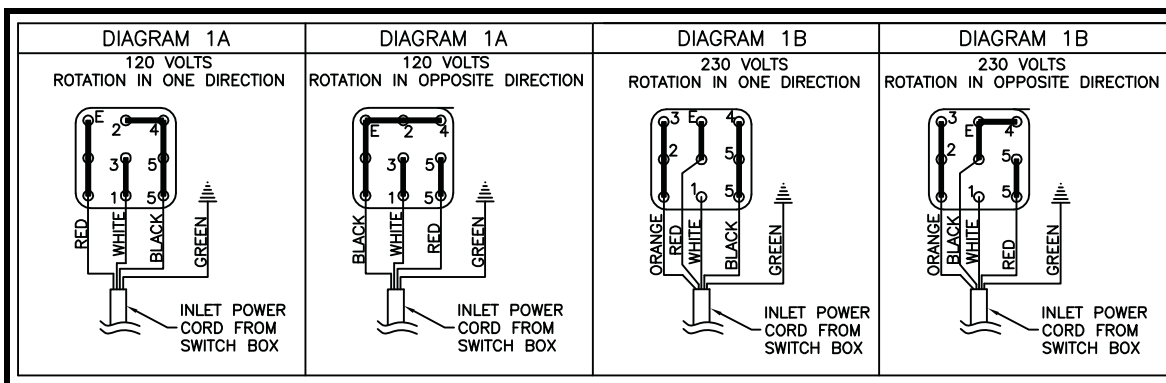 DIAGRAM 1A
120 VOLTS
ROTATION IN ONE DIRECTION
E
2 4
3 5
1 5
RED
WHITE
BLACK
GREEN
INLET POWER
CORD FROM
SWITCH BOX
DIAGRAM 1A
120 VOLTS
ROTATION IN OPPOSITE DIRECTION
E 2 4
3 5
1 5
BLACK
WHITE
RED
GREEN
INLET POWER
CORD FROM
SWITCH BOX
DIAGRAM 1B
230 VOLTS
ROTATION IN ONE DIRECTION
3 E 4
2 5
1 5
ORANGE
RED
WHITE
BLACK
GREEN
INLET POWER
CORD FROM
SWITCH BOX
DIAGRAM 1B
230 VOLTS
ROTATION IN OPPOSITE DIRECTION
3 E 4
2 5
1 5
ORANGE
BLACK
WHITE
RED
GREEN
INLET POWER
CORD FROM
SWITCH BOX